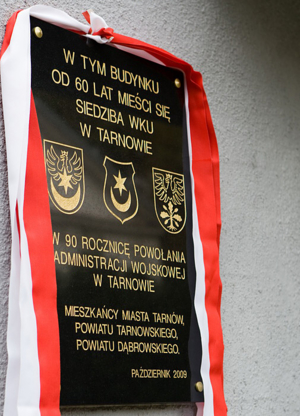 W TYM BUDYNKU
OD 60 LAT MIEŚCI SIĘ
SIEDZIBA WKU
W TARNOWIE
W 90 ROCZNICĘ POWOŁANIA
ADMINISTRACJI WOJSKOWEJ
W TARNOWIE
MIESZKAŃCY MIASTA TARNÓW,
POWIATU TARNOWSKIEGO,
POWIATU DĄBROWSKIEGO.
PAŹDZIERNIK 2009